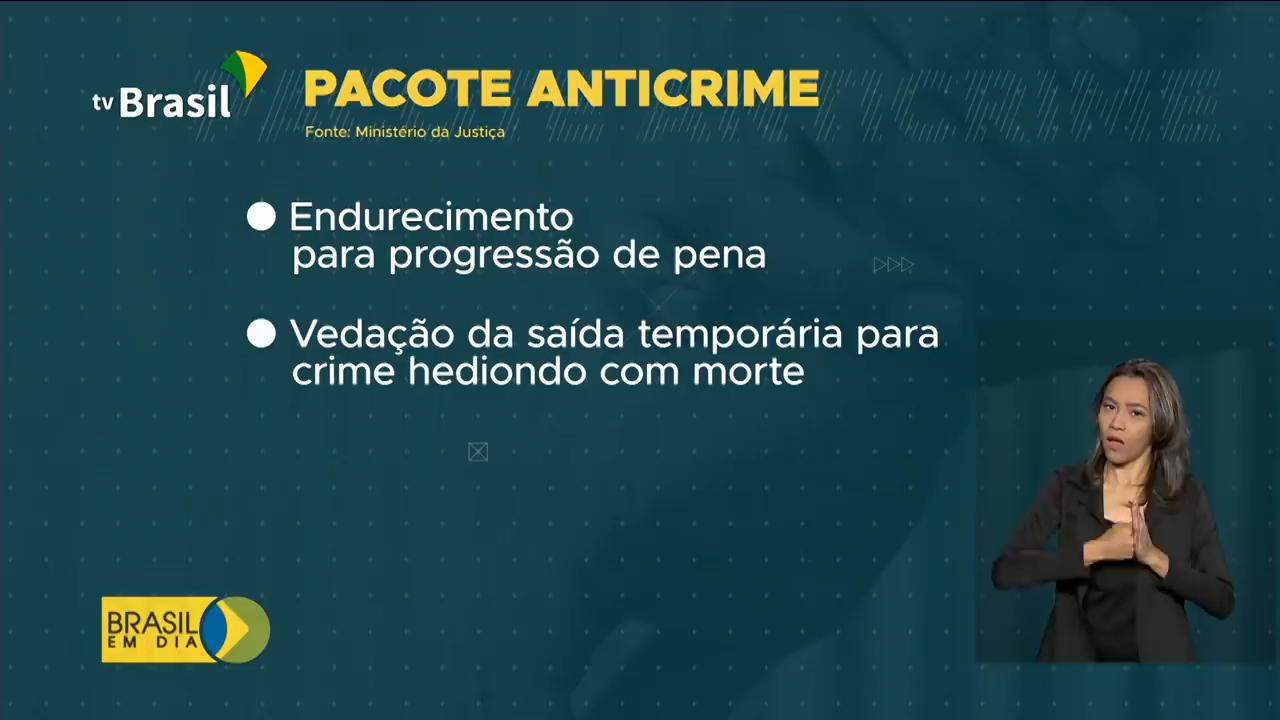 tv Brasil
PACOTE ANTICRIME
Fonte: Ministério da Justiça
Endurecimento
para progressão de pena
Vedação da saída temporária para
crime hediondo com morte
BRASIL
EM DIA